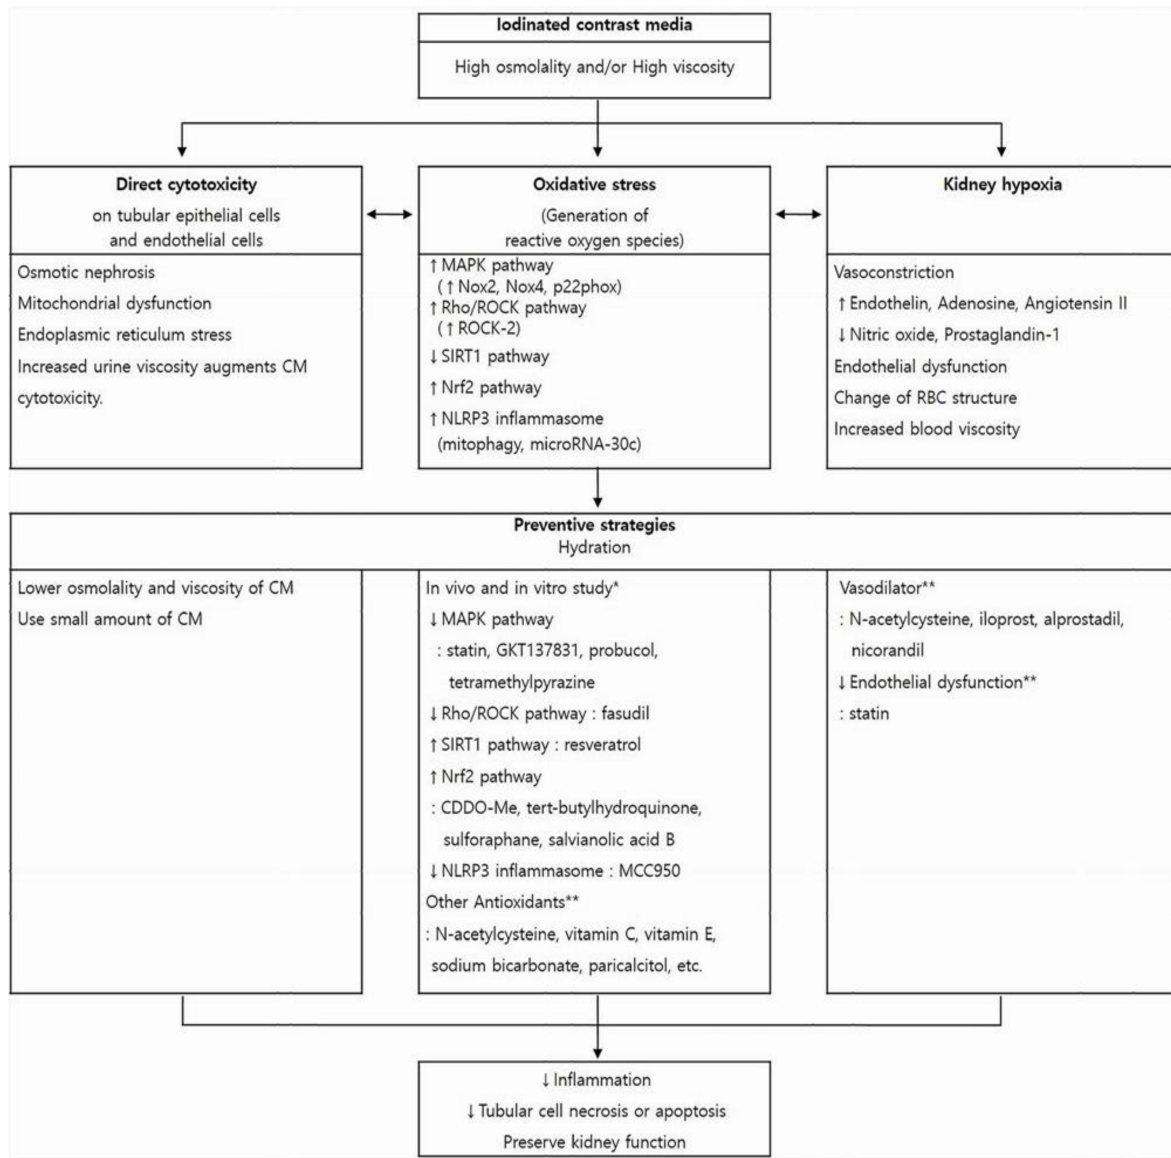 Iodinated contrast media
High osmolality and/or High viscosity
Direct cytotoxicity
on tubular epithelial cells
and endothelial cells
Osmotic nephrosis
Mitochondrial dysfunction
Endoplasmic reticulum stress
Increased urine viscosity augments CM
cytotoxicity.
Oxidative stress
(Generation of
reactive oxygen species)
↑MAPK pathway
(↑Nox2, Nox4, p22phox)
↑Rho/ROCK pathway
(↑ROCK-2)
↓SIRT1 pathway
↑Nrf2 pathway
↑NLRP3 inflammasome
(mitophagy, microRNA-30c)
Kidney hypoxia
Vasoconstriction
↑Endothelin, Adenosine, Angiotensin II
↓Nitric oxide, Prostaglandin-1
Endothelial dysfunction
Change of RBC structure
Increased blood viscosity
Preventive strategies
Hydration
Lower osmolality and viscosity of CM
Use small amount of CM
In vivo and in vitro study*
↓MAPK pathway
: statin, GKT137831, probucol,
tetramethylpyrazine
↓Rho/ROCK pathway : fasudil
↑SIRT1 pathway : resveratrol
↑Nrf2 pathway
: CDDO-Me, tert-butylhydroquinone,
sulforaphane, salvianolic acid B
↓NLRP3 inflammasome : MCC950
Other Antioxidants**
: N-acetylcysteine, vitamin C, vitamin E,
sodium bicarbonate, paricalcitol, etc.
Vasodilator**
: N-acetylcysteine, iloprost, alprostadil,
nicorandil
↓Endothelial dysfunction**
: statin
↓Inflammation
↓Tubular cell necrosis or apoptosis
Preserve kidney function